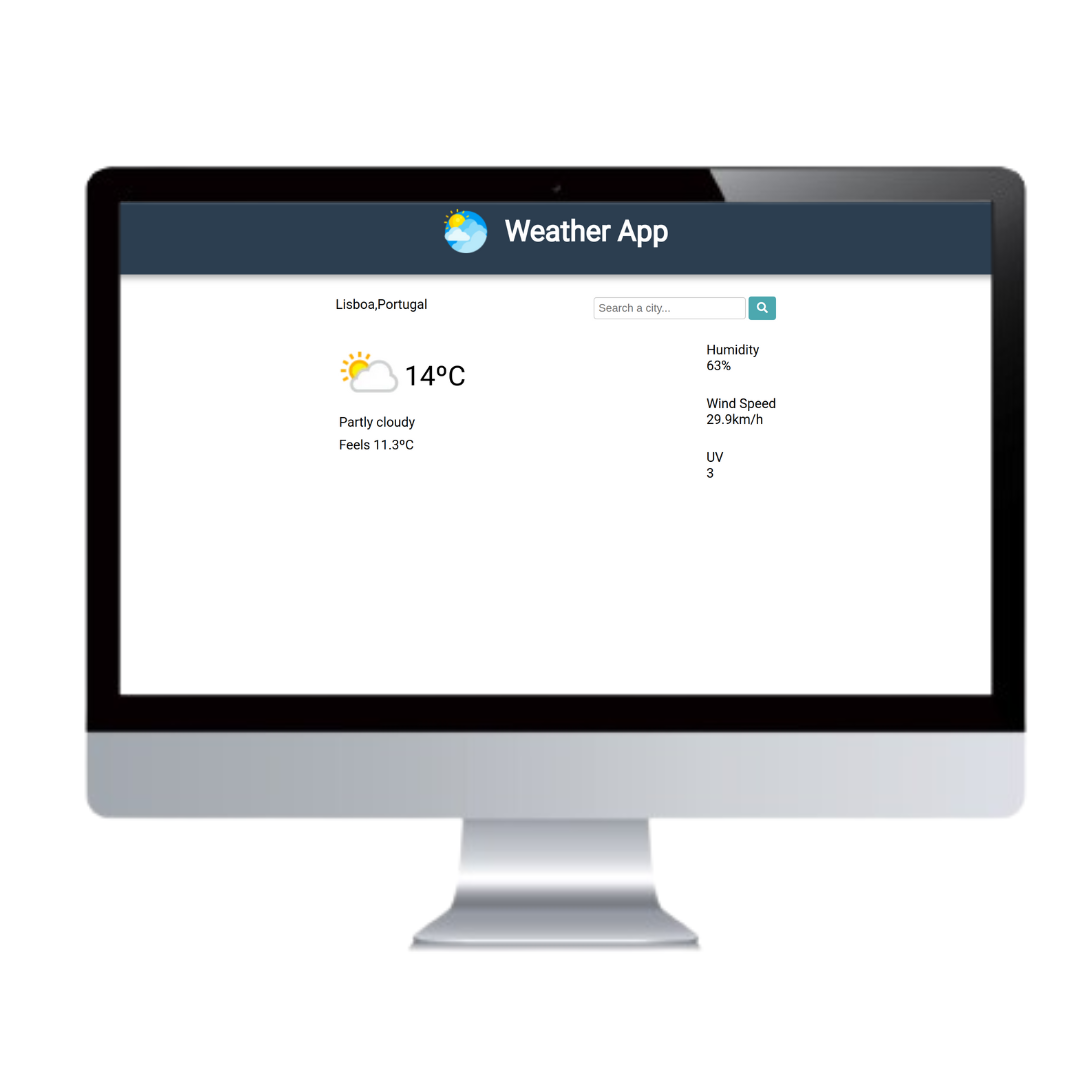 Weather App
Lisboa,Portugal
Search a city...
14ºC
Partly cloudy
Feels 11.3ºC
Humidity
63%
Wind Speed
29.9km/h
UV
3